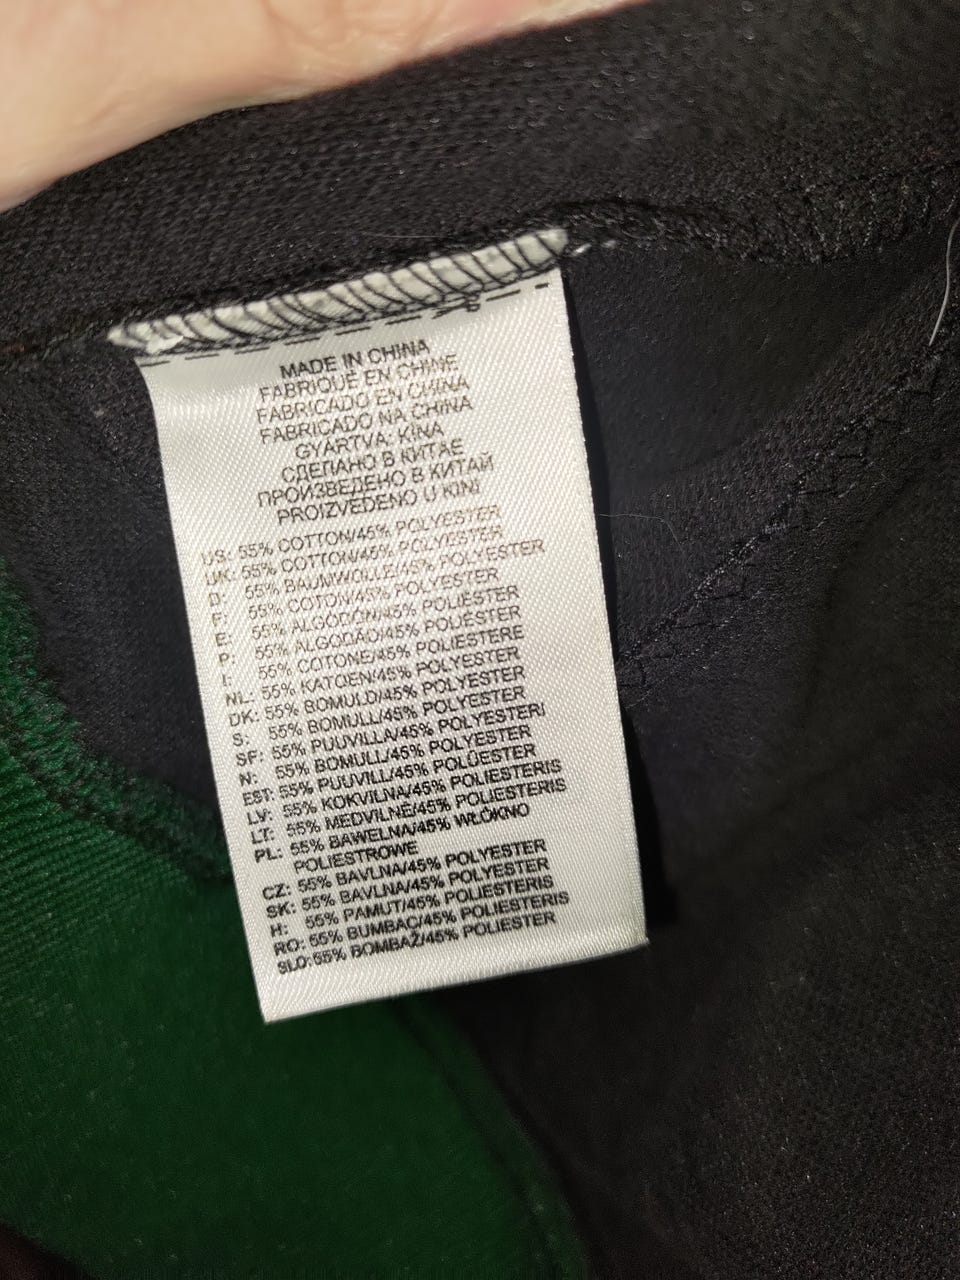 MADE IN CHINA
FABRIQUÉ EN CHINE
FABRICADO EN CHINA
FABRICADO NA CHINA
GYÁRTVA: KÍNA
СДЕЛАНО В КИТАЕ
ПРОИЗВЕДЕНО В КИТАЙ
PROIZVEDENO U KINI
US: 55% COTTON/45% POLYESTER
UK: 55% COTTON/45% POLYESTER
D: 55% BAUMWOLLE/45% POLYESTER
F: 55% COTON/45% POLYESTER
E: 55% ALGODÓN/45% POLIÉSTER
P: 55% ALGODÃO/45% POLIÉSTER
I: 55% COTONE/45% POLIESTERE
NL: 55% KATOEN/45% POLYESTER
DK: 55% BOMULD/45% POLYESTER
S: 55% BOMULL/45% POLYESTER
SF: 55% PUUVILLA/45% POLYESTERI
N: 55% BOMULL/45% POLYESTER
EST: 55% PUUVILL/45% POLÜESTER
LV: 55% KOKVILNA/45% POLIESTERIS
LT: 55% MEDVILNĖ/45% POLIESTERIS
PL: 55% BAWEŁNA/45% WŁÓKNO
POLIESTROWE
CZ: 55% BAVLNA/45% POLYESTER
SK: 55% BAVLNA/45% POLYESTER
H: 55% PAMUT/45% POLIESTERIS
RO: 55% BUMBAC/45% POLIESTERIS
SLO: 55% BOMBAŽ/45% POLIESTER